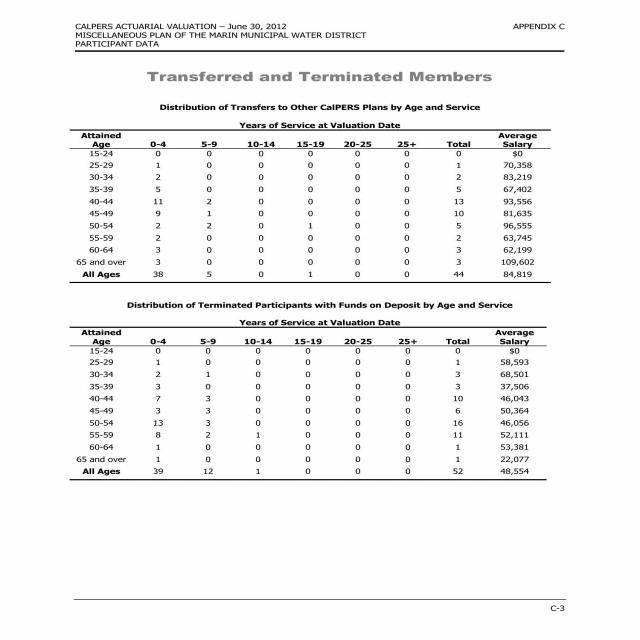 CALPERS ACTUARIAL VALUATION – June 30, 2012 APPENDIX C
MISCELLANEOUS PLAN OF THE MARIN MUNICIPAL WATER DISTRICT
PARTICIPANT DATA
Transferred and Terminated Members
Distribution of Transfers to Other CalPERS Plans by Age and Service
Years of Service at Valuation Date
Attained Average
Age 0-4 5-9 10-14 15-19 20-25 25+ Total Salary
15-24 0 0 0 0 0 0 0 $0
25-29 1 0 0 0 0 0 1 70,358
30-34 2 0 0 0 0 0 2 83,219
35-39 5 0 0 0 0 0 5 67,402
40-44 11 2 0 0 0 0 13 93,556
45-49 9 1 0 0 0 0 10 81,635
50-54 2 2 0 1 0 0 5 96,555
55-59 2 0 0 0 0 0 2 63,745
60-64 3 0 0 0 0 0 3 62,199
65 and over 3 0 0 0 0 0 3 109,602
All Ages 38 5 0 1 0 0 44 84,819
Distribution of Terminated Participants with Funds on Deposit by Age and Service
Years of Service at Valuation Date
Attained Average
Age 0-4 5-9 10-14 15-19 20-25 25+ Total Salary
15-24 0 0 0 0 0 0 0 $0
25-29 1 0 0 0 0 0 1 58,593
30-34 2 1 0 0 0 0 3 68,501
35-39 3 0 0 0 0 0 3 37,506
40-44 7 3 0 0 0 0 10 46,043
45-49 3 3 0 0 0 0 6 50,364
50-54 13 3 0 0 0 0 16 46,056
55-59 8 2 1 0 0 0 11 52,111
60-64 1 0 0 0 0 0 1 53,381
65 and over 1 0 0 0 0 0 1 22,077
All Ages 39 12 1 0 0 0 52 48,554
C-3